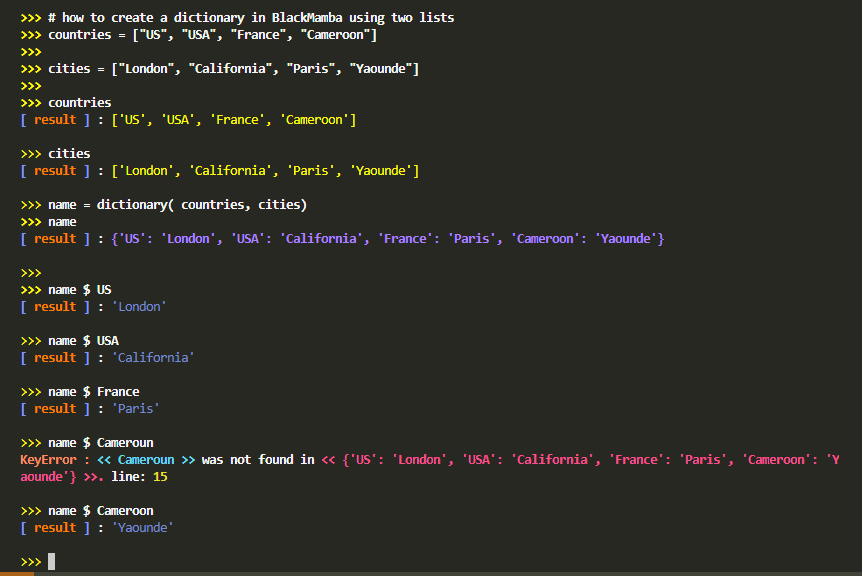 >>> # how to create a dictionary in BlackMamba using two lists
>>> countries = ["US", "USA", "France", "Cameroon"]
>>>
>>> cities = ["London", "California", "Paris", "Yaounde"]
>>>
>>> countries
[ result ] : ['US', 'USA', 'France', 'Cameroon']
>>> cities
[ result ] : ['London', 'California', 'Paris', 'Yaounde']
>>> name = dictionary( countries, cities)
>>> name
[ result ] : {'US': 'London', 'USA': 'California', 'France': 'Paris', 'Cameroon': 'Yaounde'}
>>>
>>> name $ US
[ result ] : 'London'
>>> name $ USA
[ result ] : 'California'
>>> name $ France
[ result ] : 'Paris'
>>> name $ Cameroun
KeyError : << Cameroun >> was not found in << {'US': 'London', 'USA': 'California', 'France': 'Paris', 'Cameroon': 'Y
aounde'} >>. line: 15
>>> name $ Cameroon
[ result ] : 'Yaounde'
>>>